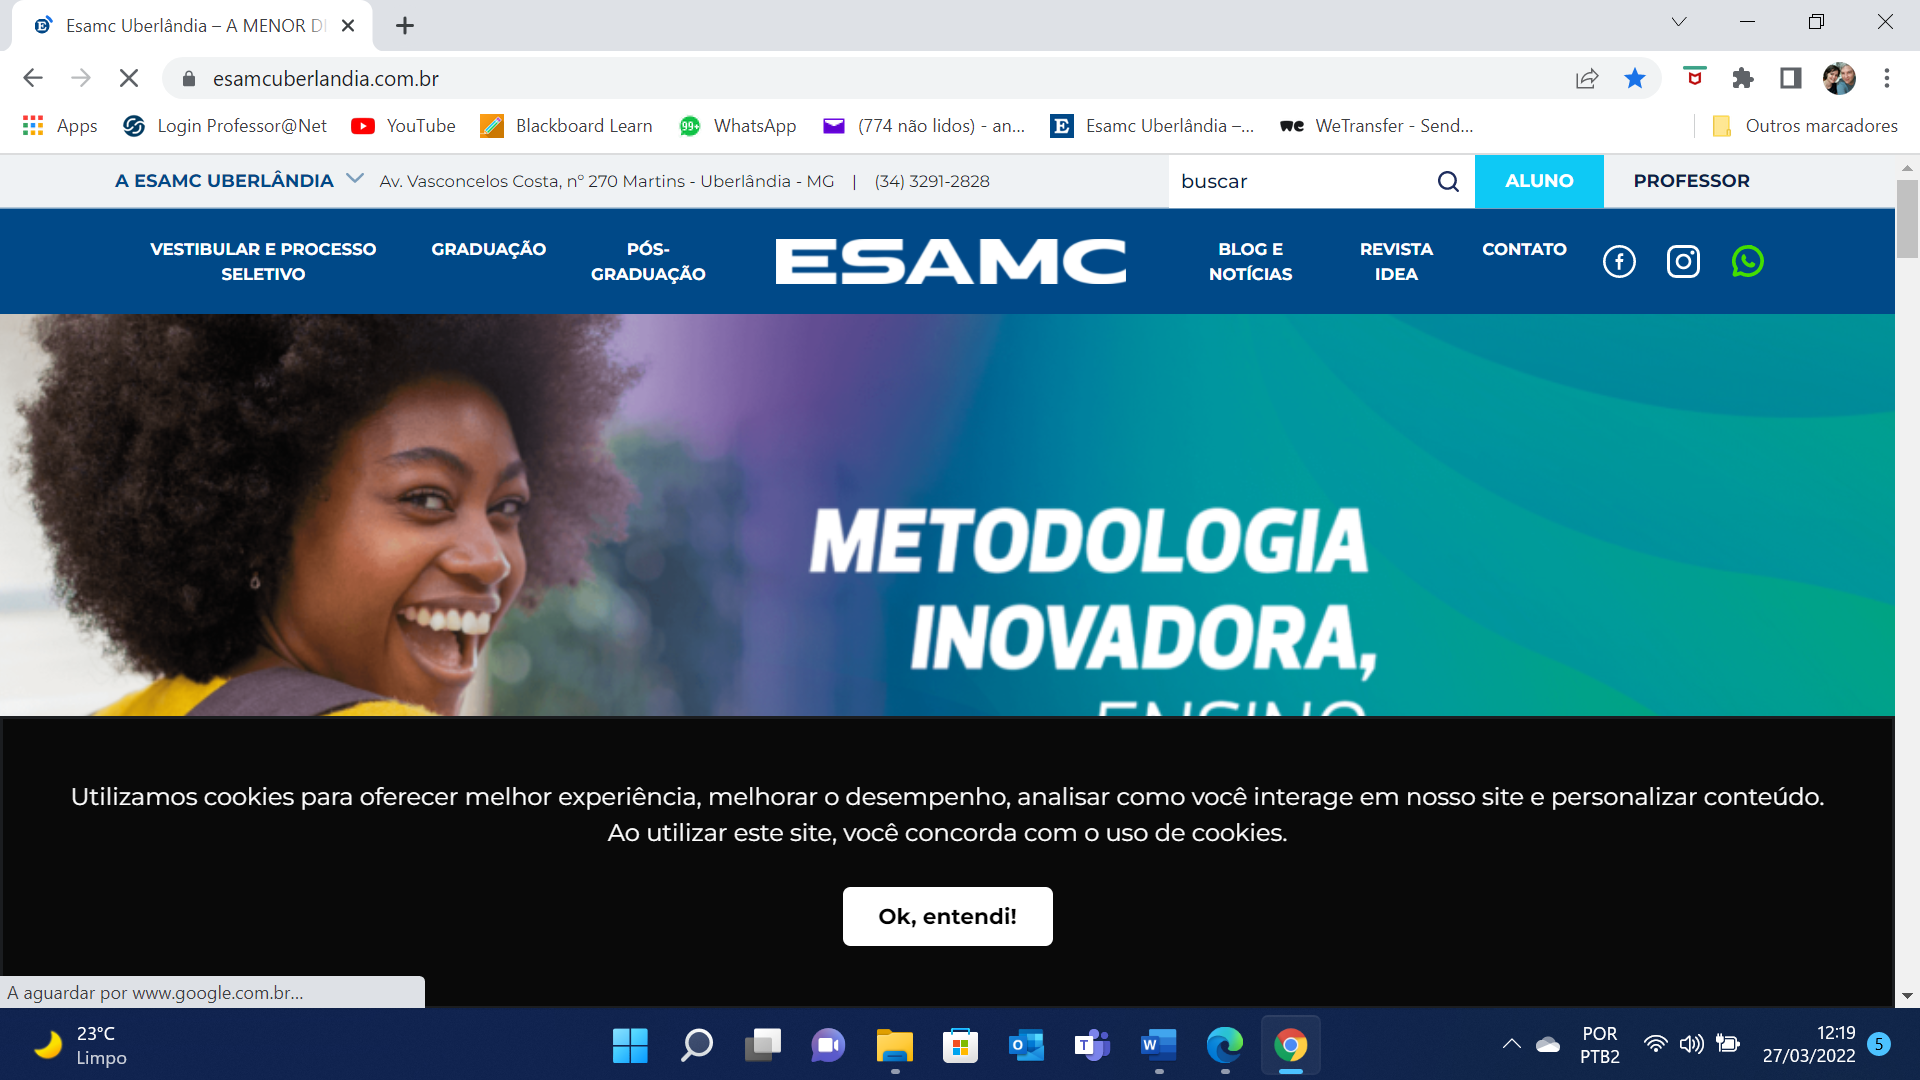 Esamc Uberlândia – A MENOR DI
esamcuberlandia.com.br
Apps
Login Professor@Net
YouTube
Blackboard Learn
99+
WhatsApp
(774 não lidos) - an...
Esamc Uberlândia –...
WeTransfer - Send...
Outros marcadores
A ESAMC UBERLÂNDIA
Av. Vasconcelos Costa, nº 270 Martins - Uberlândia - MG | (34) 3291-2828
buscar
ALUNO
PROFESSOR
VESTIBULAR E PROCESSO
SELETIVO
GRADUAÇÃO
PÓS-
GRADUAÇÃO
ESAMC
BLOG E
NOTÍCIAS
REVISTA
IDEA
CONTATO
METODOLOGIA
INOVADORA,
ENSINO
Utilizamos cookies para oferecer melhor experiência, melhorar o desempenho, analisar como você interage em nosso site e personalizar conteúdo.
Ao utilizar este site, você concorda com o uso de cookies.
Ok, entendi!
A aguardar por www.google.com.br...
23°C
Limpo
POR
PTB2
12:19
27/03/2022
5